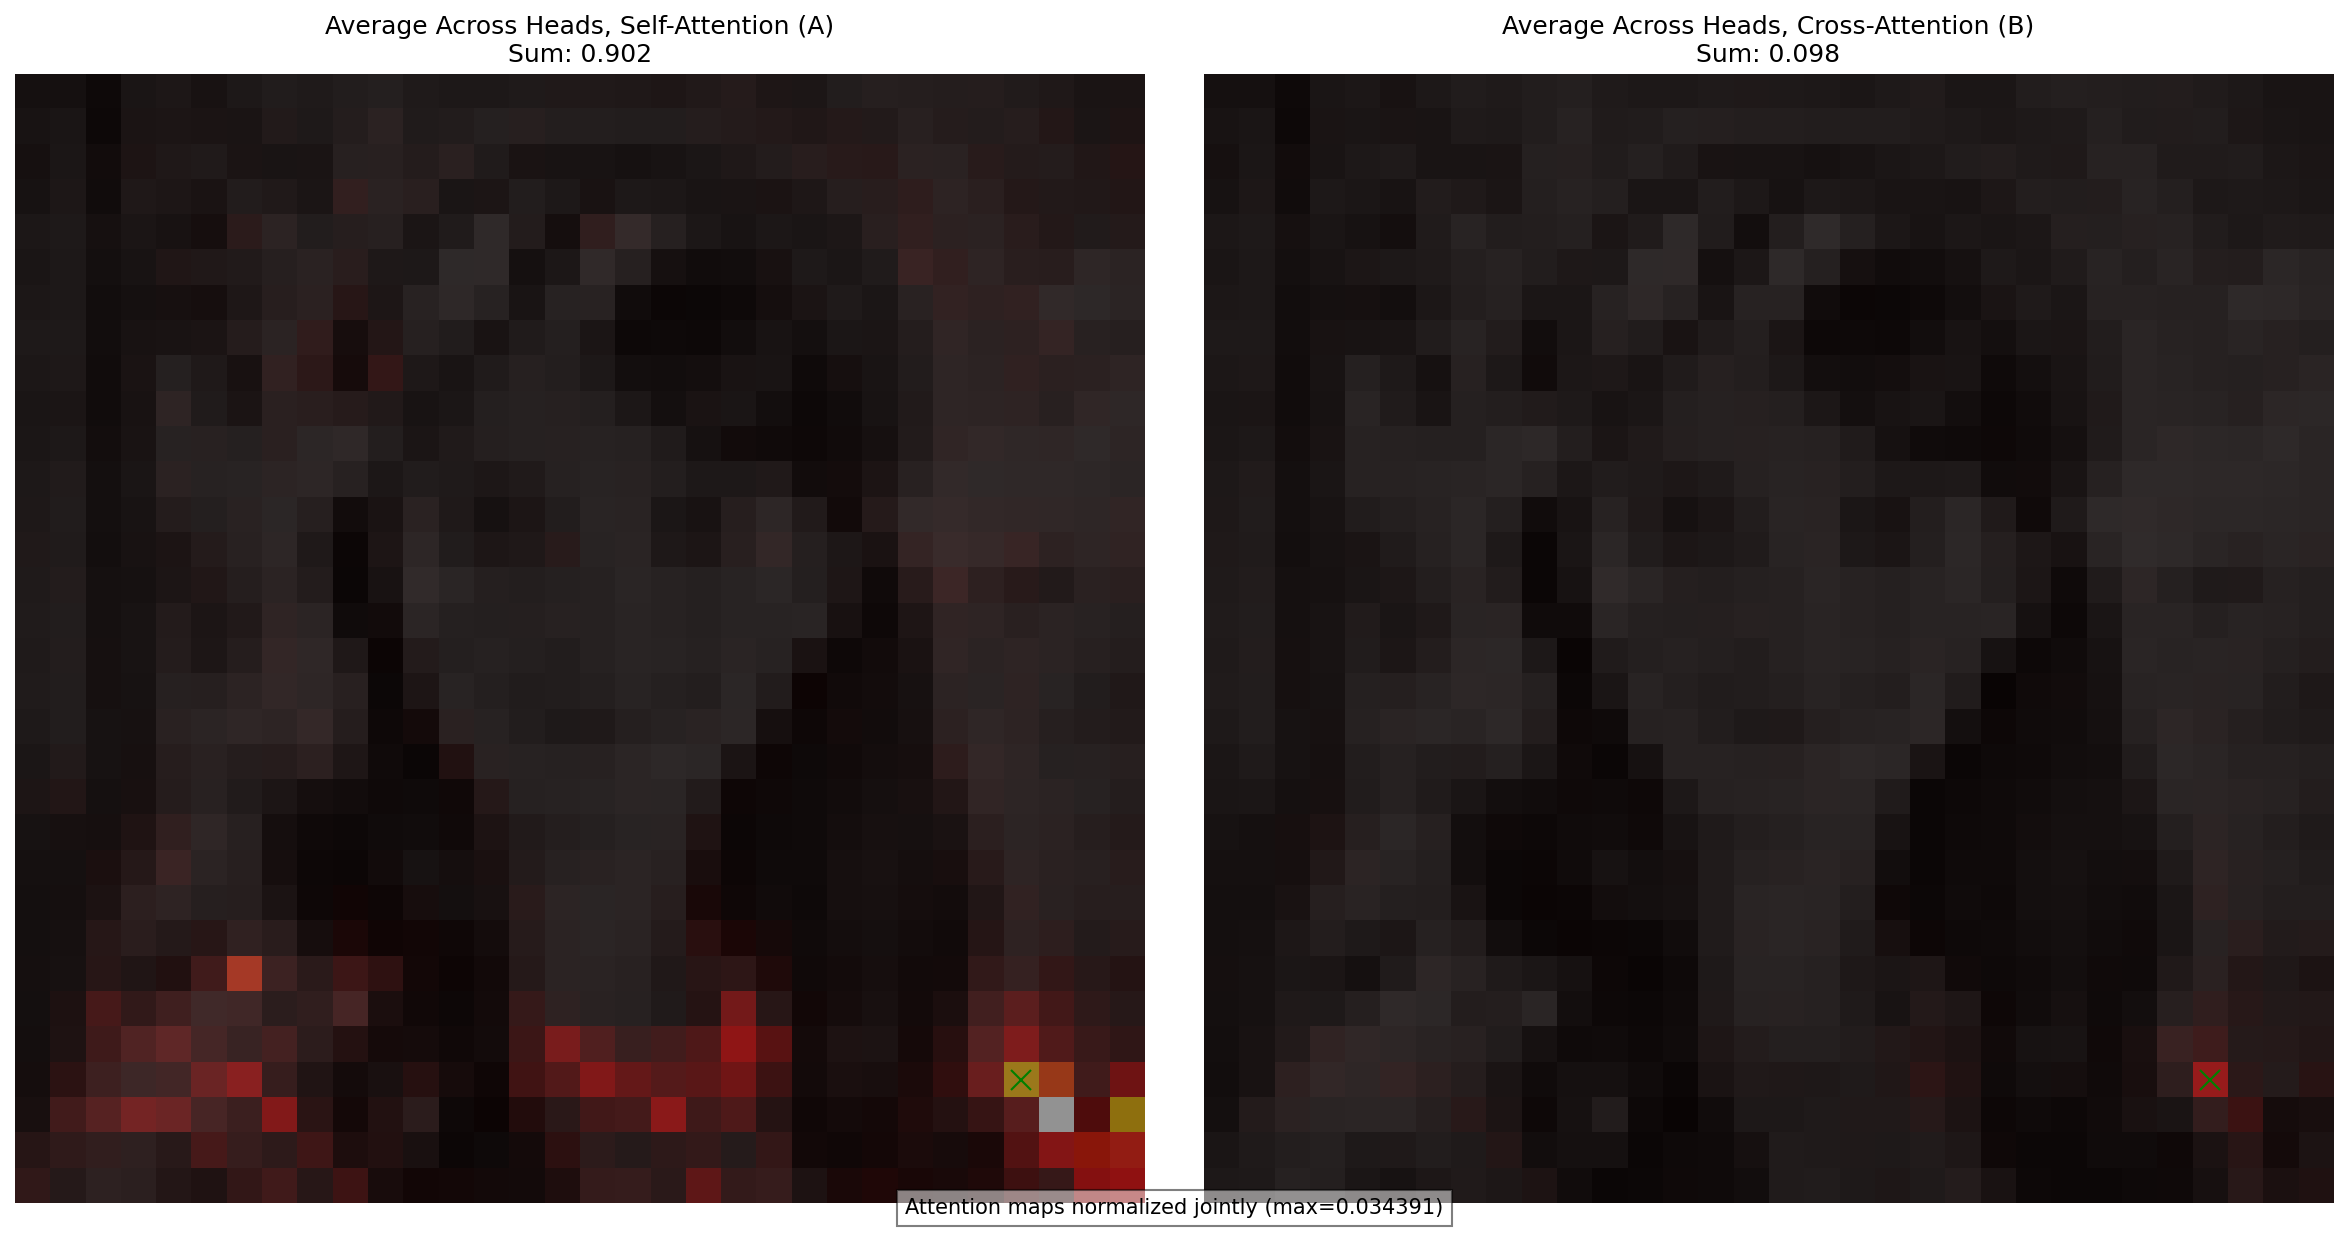 Average Across Heads, Self-Attention (A)
Sum: 0.902
Average Across Heads, Cross-Attention (B)
Sum: 0.098
Attention maps normalized jointly (max=0.034391)